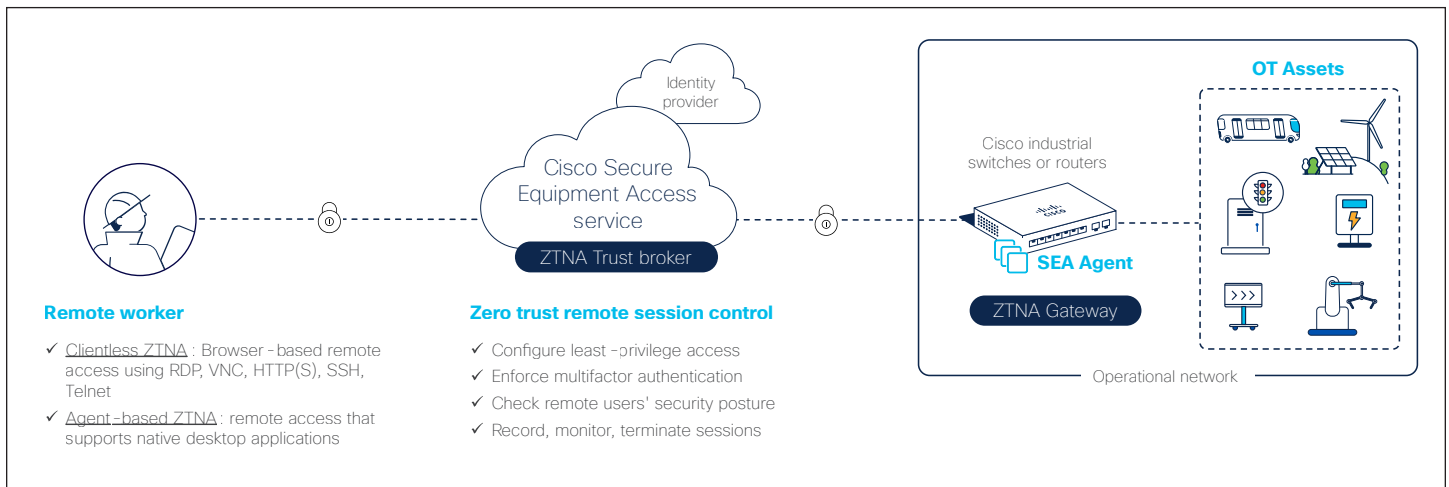 Identity
provider
Cisco Secure
Equipment Access
service
ZTNA Trust broker
Remote worker
✓ Clientless ZTNA : Browser -based remote
access using RDP, VNC, HTTP(S), SSH,
Telnet
✓ Agent -based ZTNA : remote access that
supports native desktop applications
Zero trust remote session control
✓ Configure least -privilege access
✓ Enforce multifactor authentication
✓ Check remote users' security posture
✓ Record, monitor, terminate sessions
Cisco industrial
switches or routers
CISCO
SEA Agent
ZTNA Gateway
OT Assets
Operational network